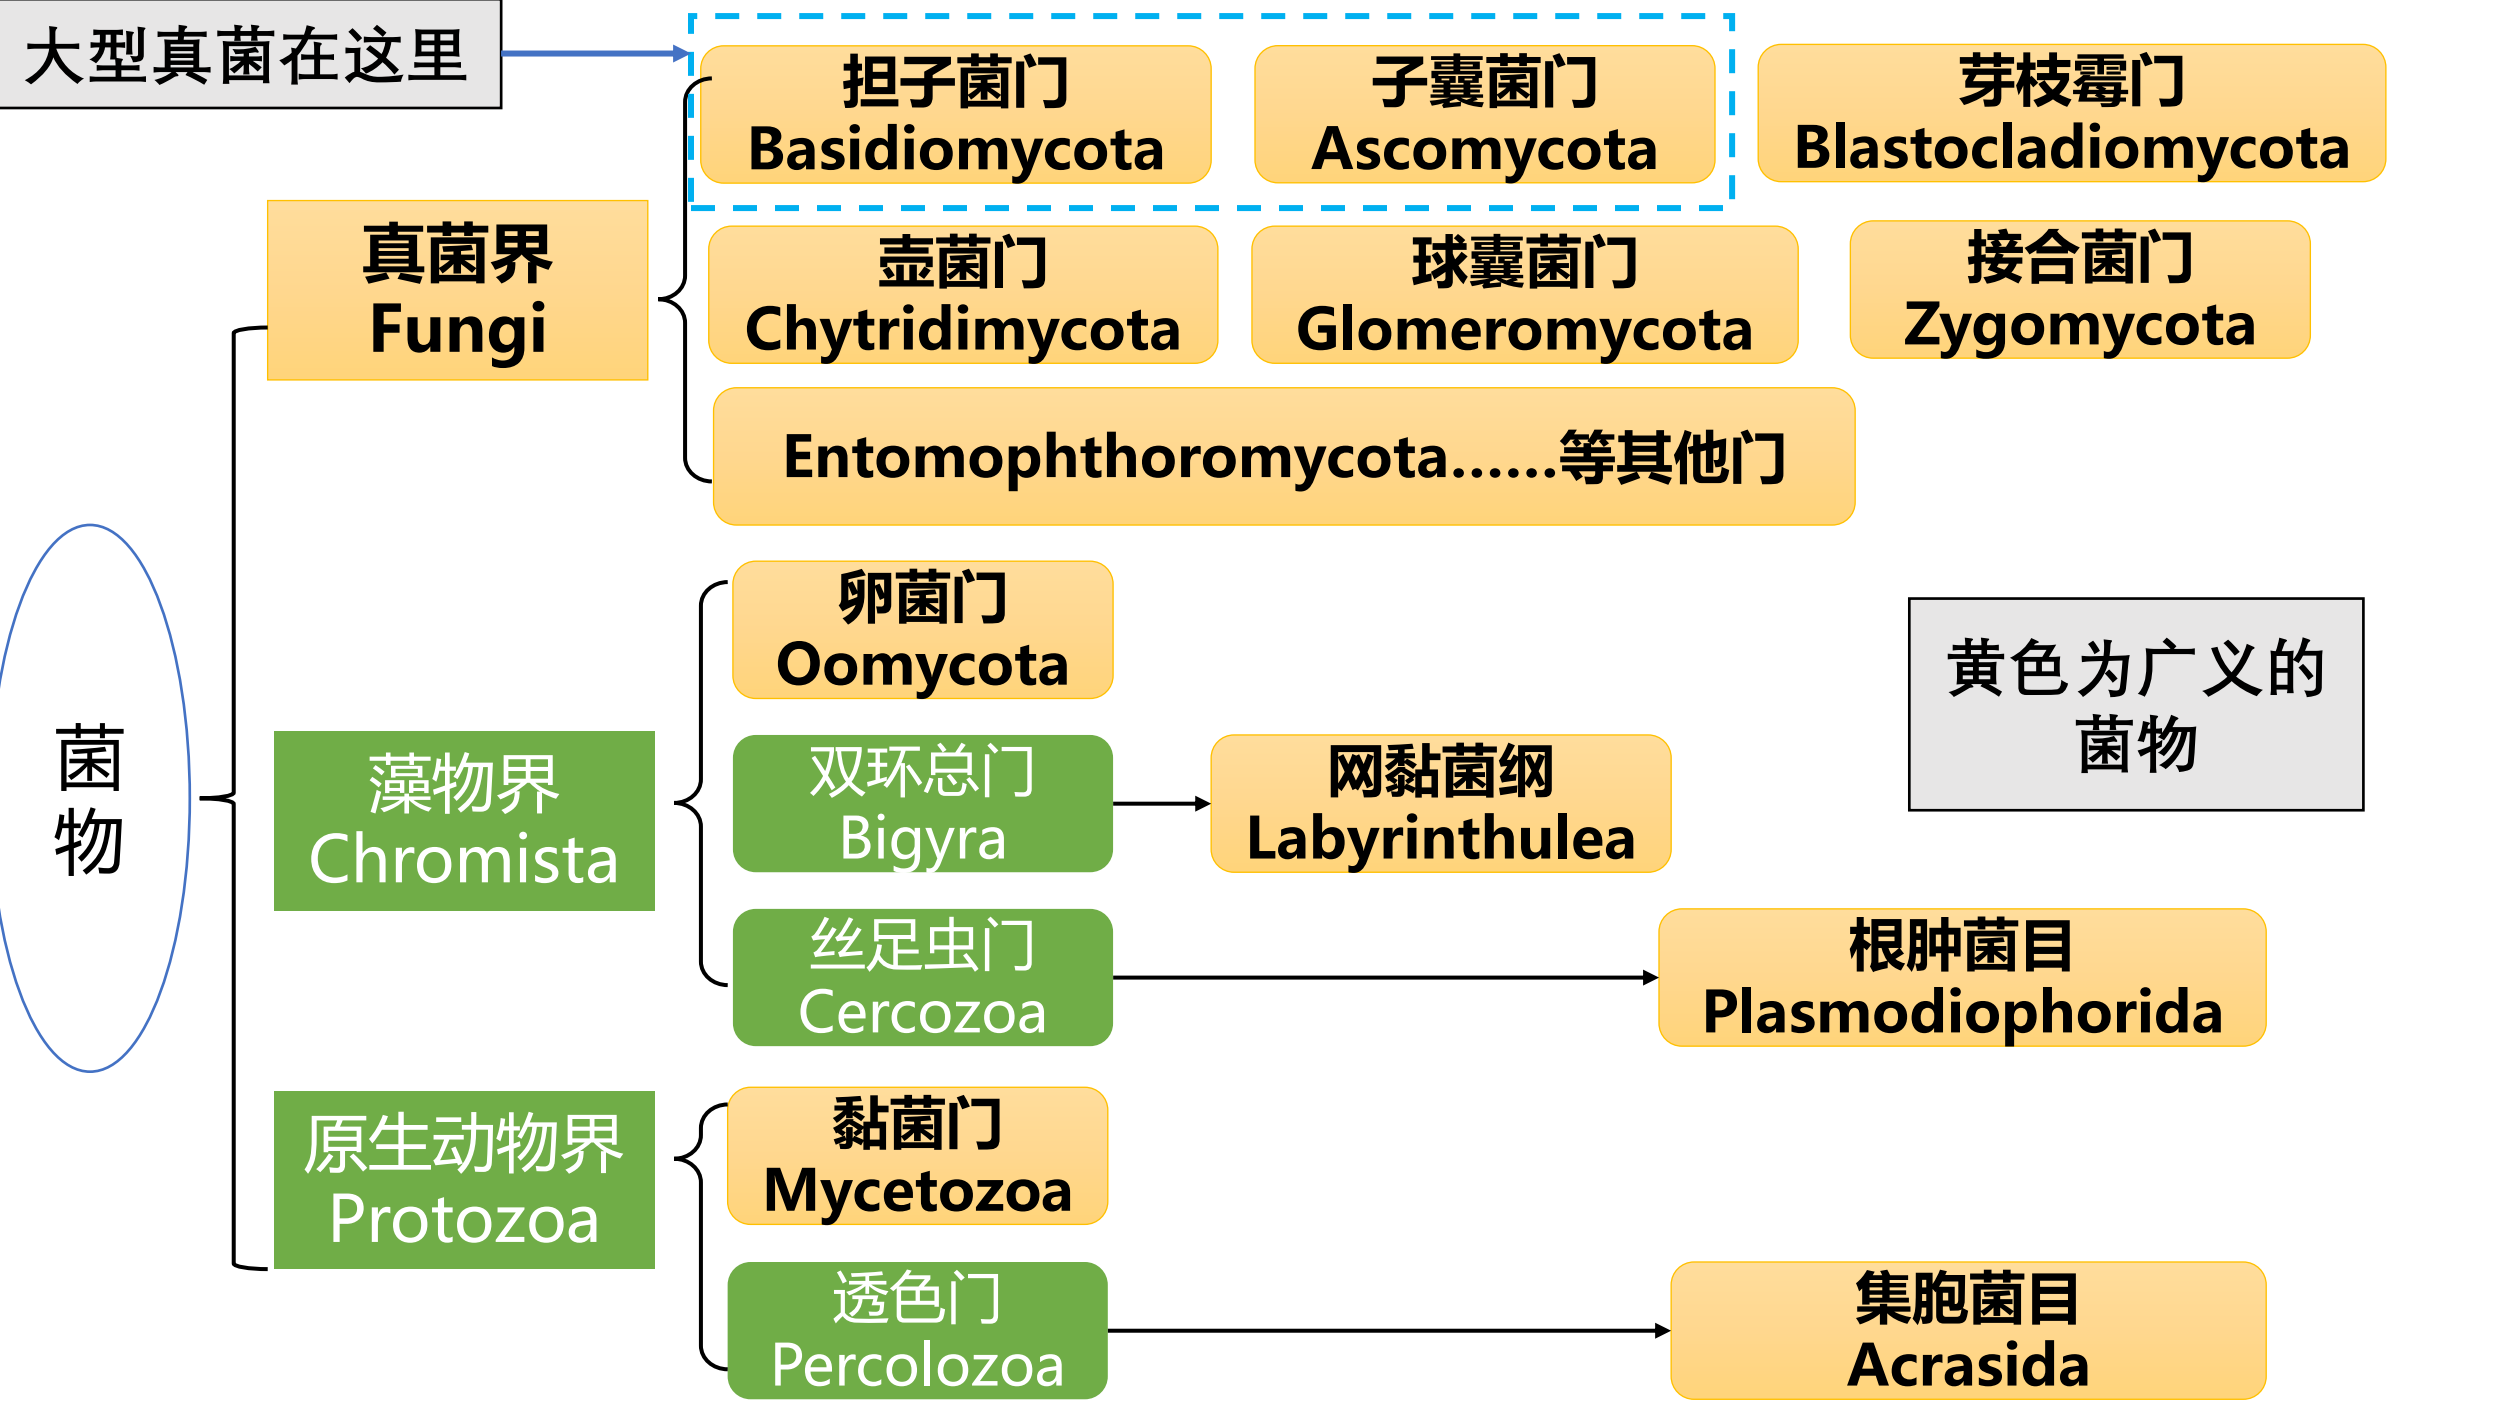 大型真菌在这里
担子菌门
Basidiomycota
子囊菌门
Ascomycota
芽枝霉门
Blastocladiomycota
真菌界
Fungi
壶菌门
Chytridiomycota
球囊菌门
Glomeromycota
接合菌门
Zygomycota
Entomophthoromycota……等其他门
卵菌门
Oomycota
黄色为广义的
菌物
菌
物
藻物界
Chromista
双并鞭门
Bigyra
网黏菌纲
Labyrinthulea
丝足虫门
Cercozoa
根肿菌目
Plasmodiophorida
原生动物界
Protozoa
黏菌门
Mycetozoa
透色门
Percolozoa
集胞菌目
Acrasida